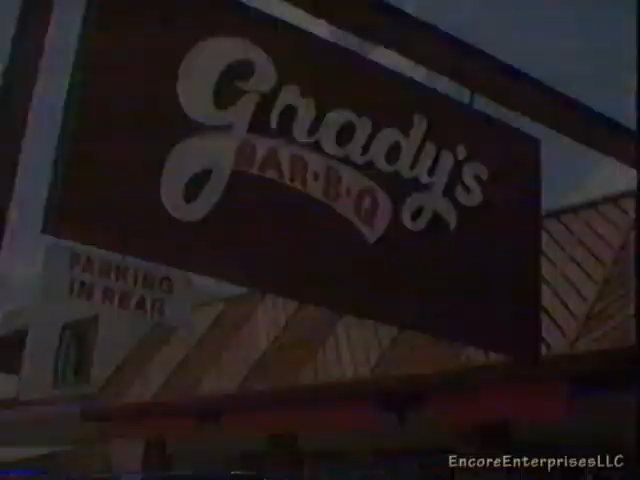 Grady's
BAR·B·Q
PARKING
IN REAR
EncoreEnterprisesLLC